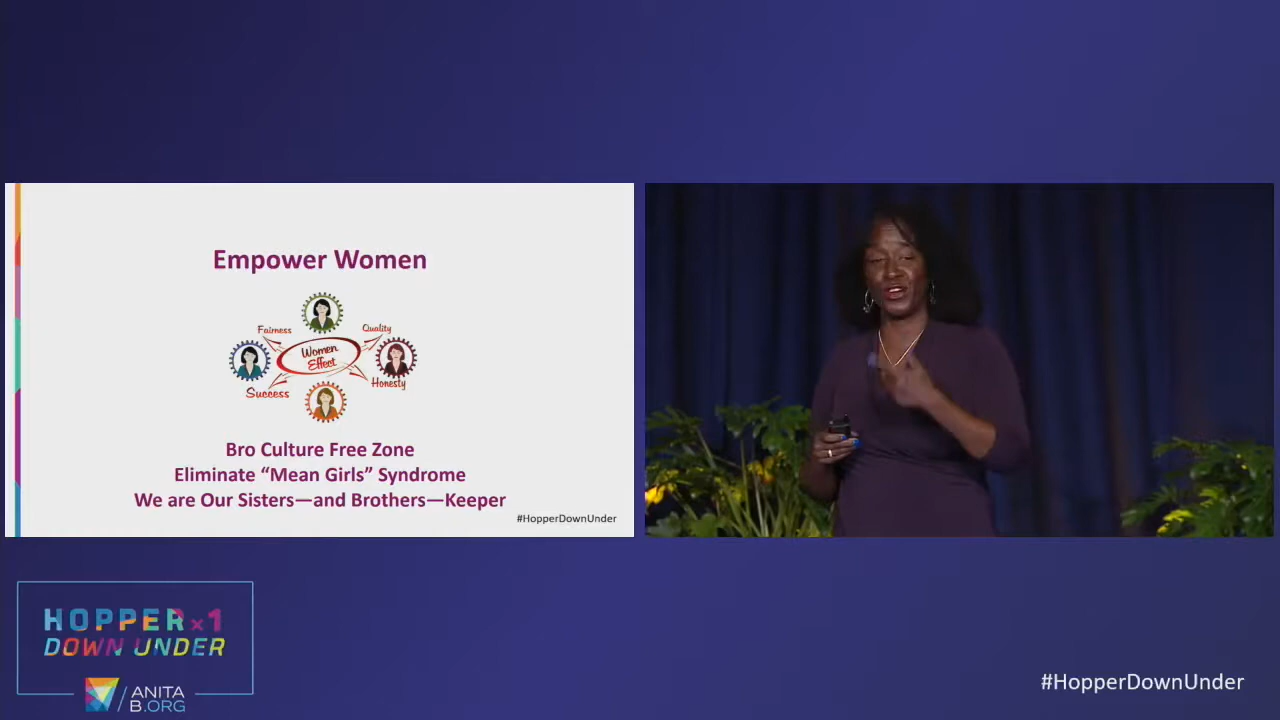 Empower Women
Fairness
Quality
Women
Effect
Success
Honesty
Bro Culture Free Zone
Eliminate “Mean Girls” Syndrome
We are Our Sisters—and Brothers—Keeper
#HopperDownUnder
HOPPER x1
DOWN UNDER
ANITA
B.ORG
#HopperDownUnder